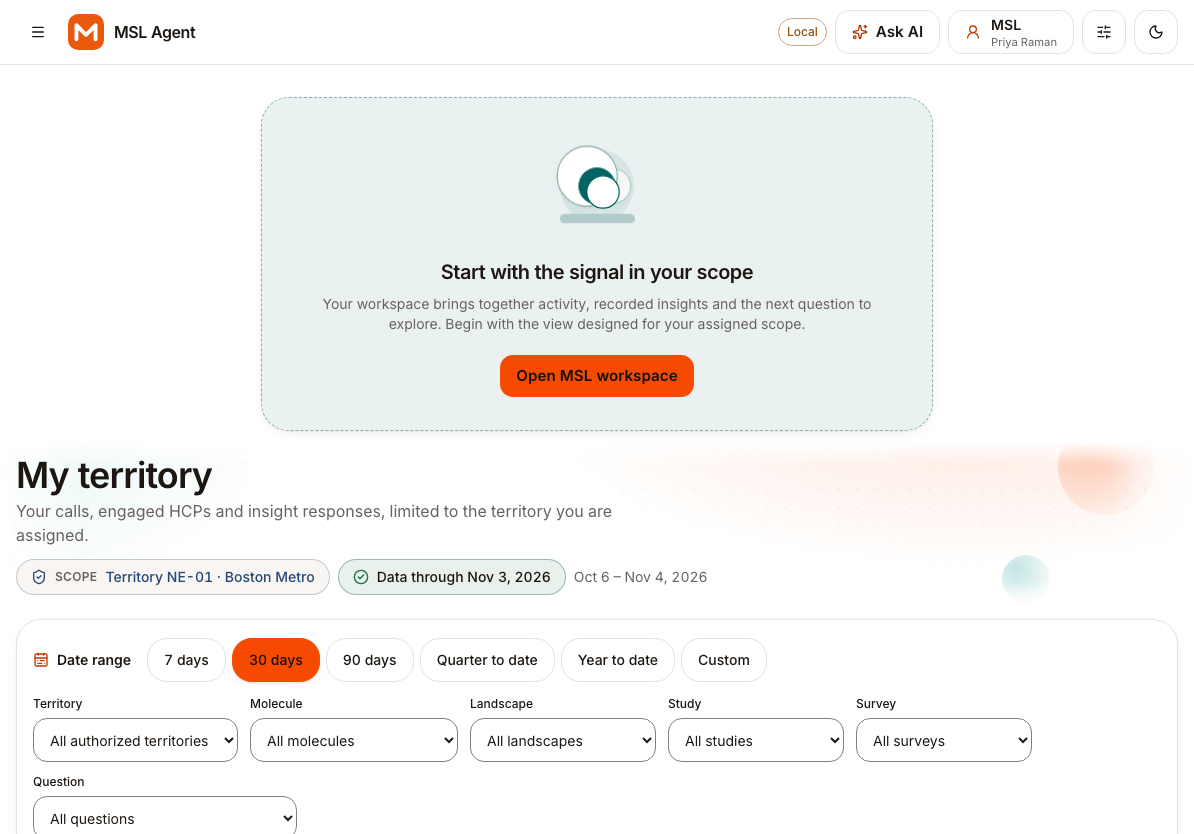 MSL Agent
Local
Ask AI
MSL
Priya Raman
Start with the signal in your scope
Your workspace brings together activity, recorded insights and the next question to
explore. Begin with the view designed for your assigned scope.
Open MSL workspace
My territory
Your calls, engaged HCPs and insight responses, limited to the territory you are
assigned.
SCOPE Territory NE-01 · Boston Metro
Data through Nov 3, 2026
Oct 6 – Nov 4, 2026
Date range
7 days
30 days
90 days
Quarter to date
Year to date
Custom
Territory
Molecule
Landscape
Study
Survey
All authorized territories
All molecules
All landscapes
All studies
All surveys
Question
All questions